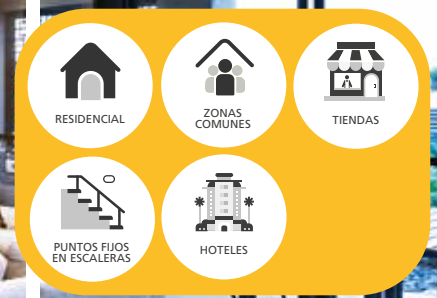 RESIDENCIAL
ZONAS
COMUNES
TIENDAS
PUNTOS FIJOS
EN ESCALERAS
HOTELES